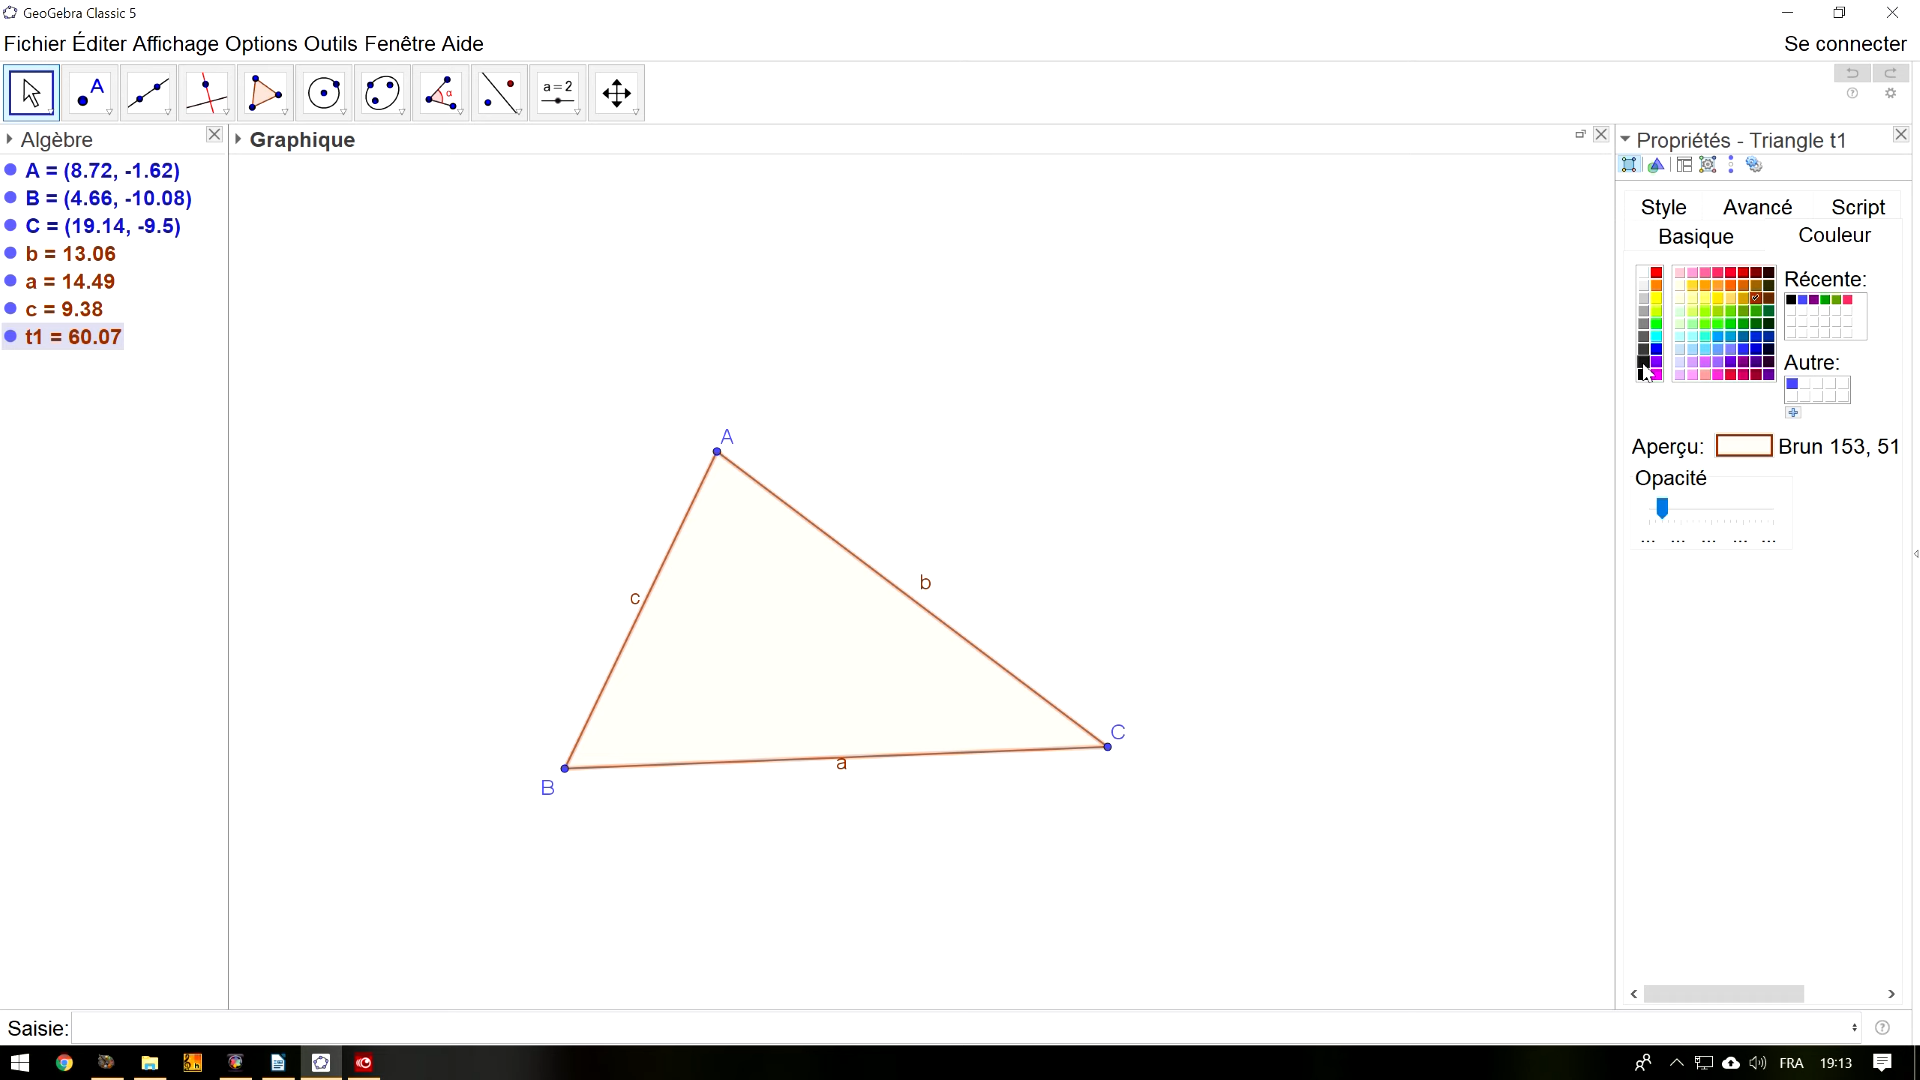 GeoGebra Classic 5
Fichier Éditer Affichage Options Outils Fenêtre Aide
Se connecter
A
α
a = 2
Algèbre
Graphique
Propriétés - Triangle t1
A = (8.72, -1.62)
B = (4.66, -10.08)
C = (19.14, -9.5)
b = 13.06
a = 14.49
c = 9.38
t1 = 60.07
Style
Avancé
Script
Basique
Couleur
Récente:
Autre:
Aperçu:
Brun 153, 51
Opacité
... ... ... ... ...
A
b
c
C
a
B
Saisie:
FRA
19:13